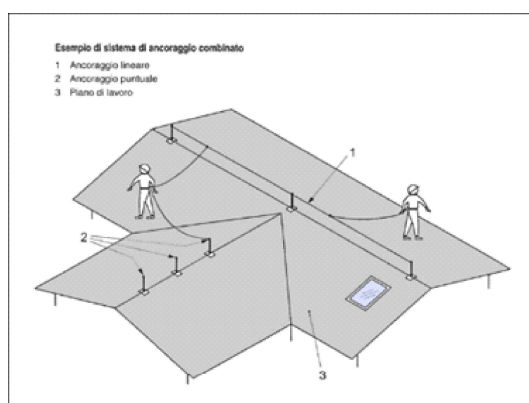 Esempio di sistema di ancoraggio combinato
1 Ancoraggio lineare
2 Ancoraggio puntuale
3 Piano di lavoro
1
2
3